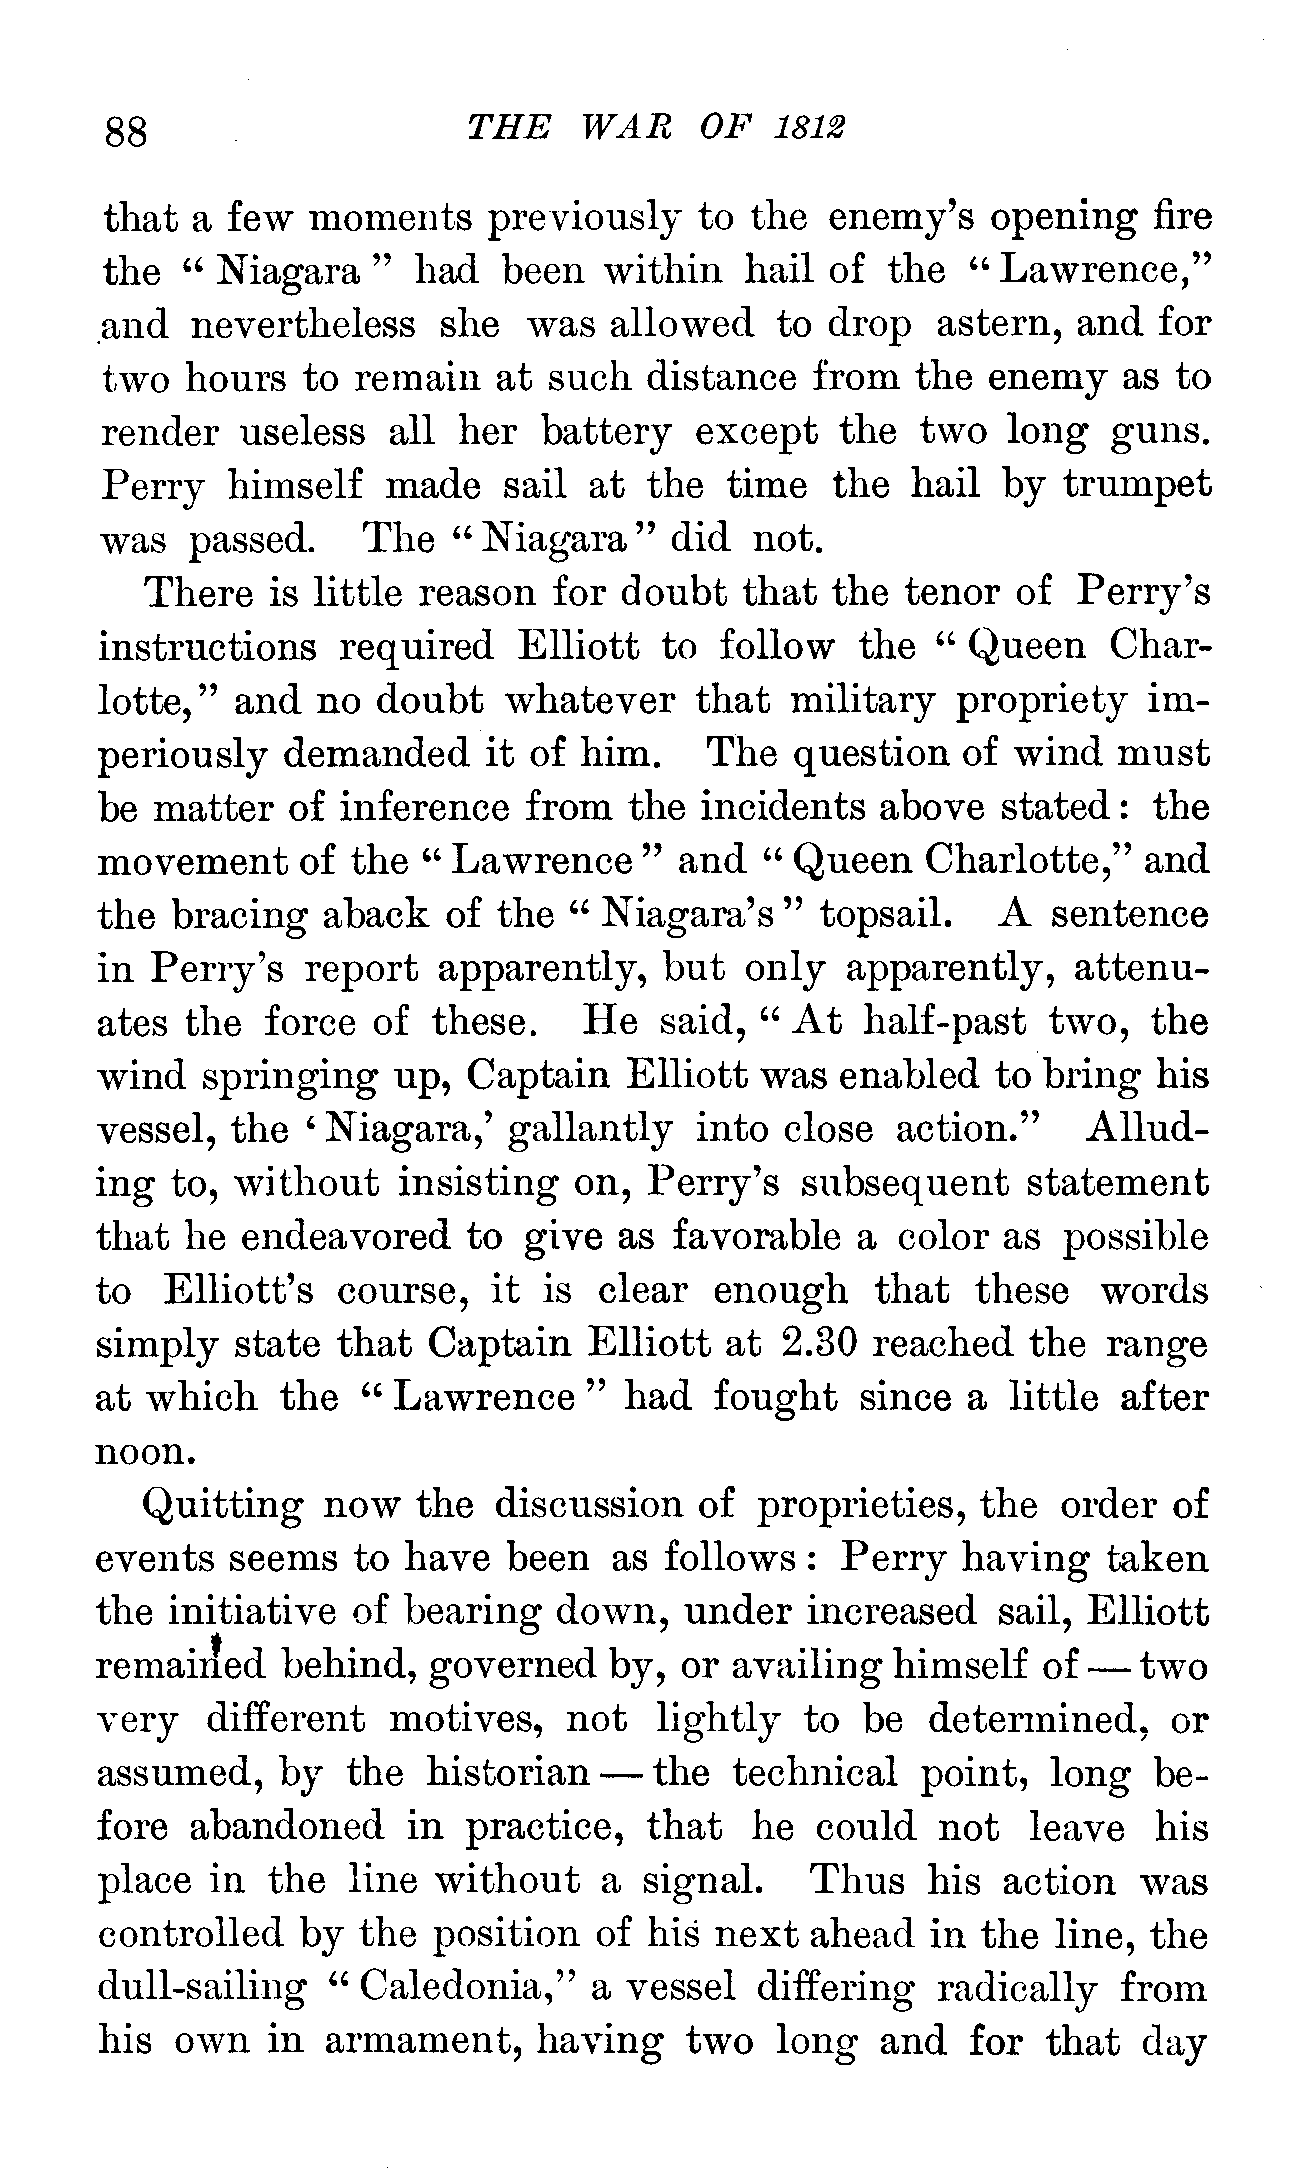 88 THE WAR OF 1812
that a few moments previously to the enemy's opening fire
the “ Niagara ” had been within hail of the “ Lawrence,”
and nevertheless she was allowed to drop astern, and for
two hours to remain at such distance from the enemy as to
render useless all her battery except the two long guns.
Perry himself made sail at the time the hail by trumpet
was passed. The “ Niagara ” did not.
There is little reason for doubt that the tenor of Perry's
instructions required Elliott to follow the “ Queen Char-
lotte,” and no doubt whatever that military propriety im-
periously demanded it of him. The question of wind must
be matter of inference from the incidents above stated : the
movement of the “ Lawrence ” and “ Queen Charlotte,” and
the bracing aback of the “ Niagara's ” topsail. A sentence
in Perry's report apparently, but only apparently, attenu-
ates the force of these. He said, “ At half-past two, the
wind springing up, Captain Elliott was enabled to bring his
vessel, the ‘ Niagara,’ gallantly into close action.” Allud-
ing to, without insisting on, Perry's subsequent statement
that he endeavored to give as favorable a color as possible
to Elliott's course, it is clear enough that these words
simply state that Captain Elliott at 2.30 reached the range
at which the “ Lawrence ” had fought since a little after
noon.
Quitting now the discussion of proprieties, the order of
events seems to have been as follows : Perry having taken
the initiative of bearing down, under increased sail, Elliott
remained behind, governed by, or availing himself of — two
very different motives, not lightly to be determined, or
assumed, by the historian — the technical point, long be-
fore abandoned in practice, that he could not leave his
place in the line without a signal. Thus his action was
controlled by the position of his next ahead in the line, the
dull-sailing “ Caledonia,” a vessel differing radically from
his own in armament, having two long and for that day